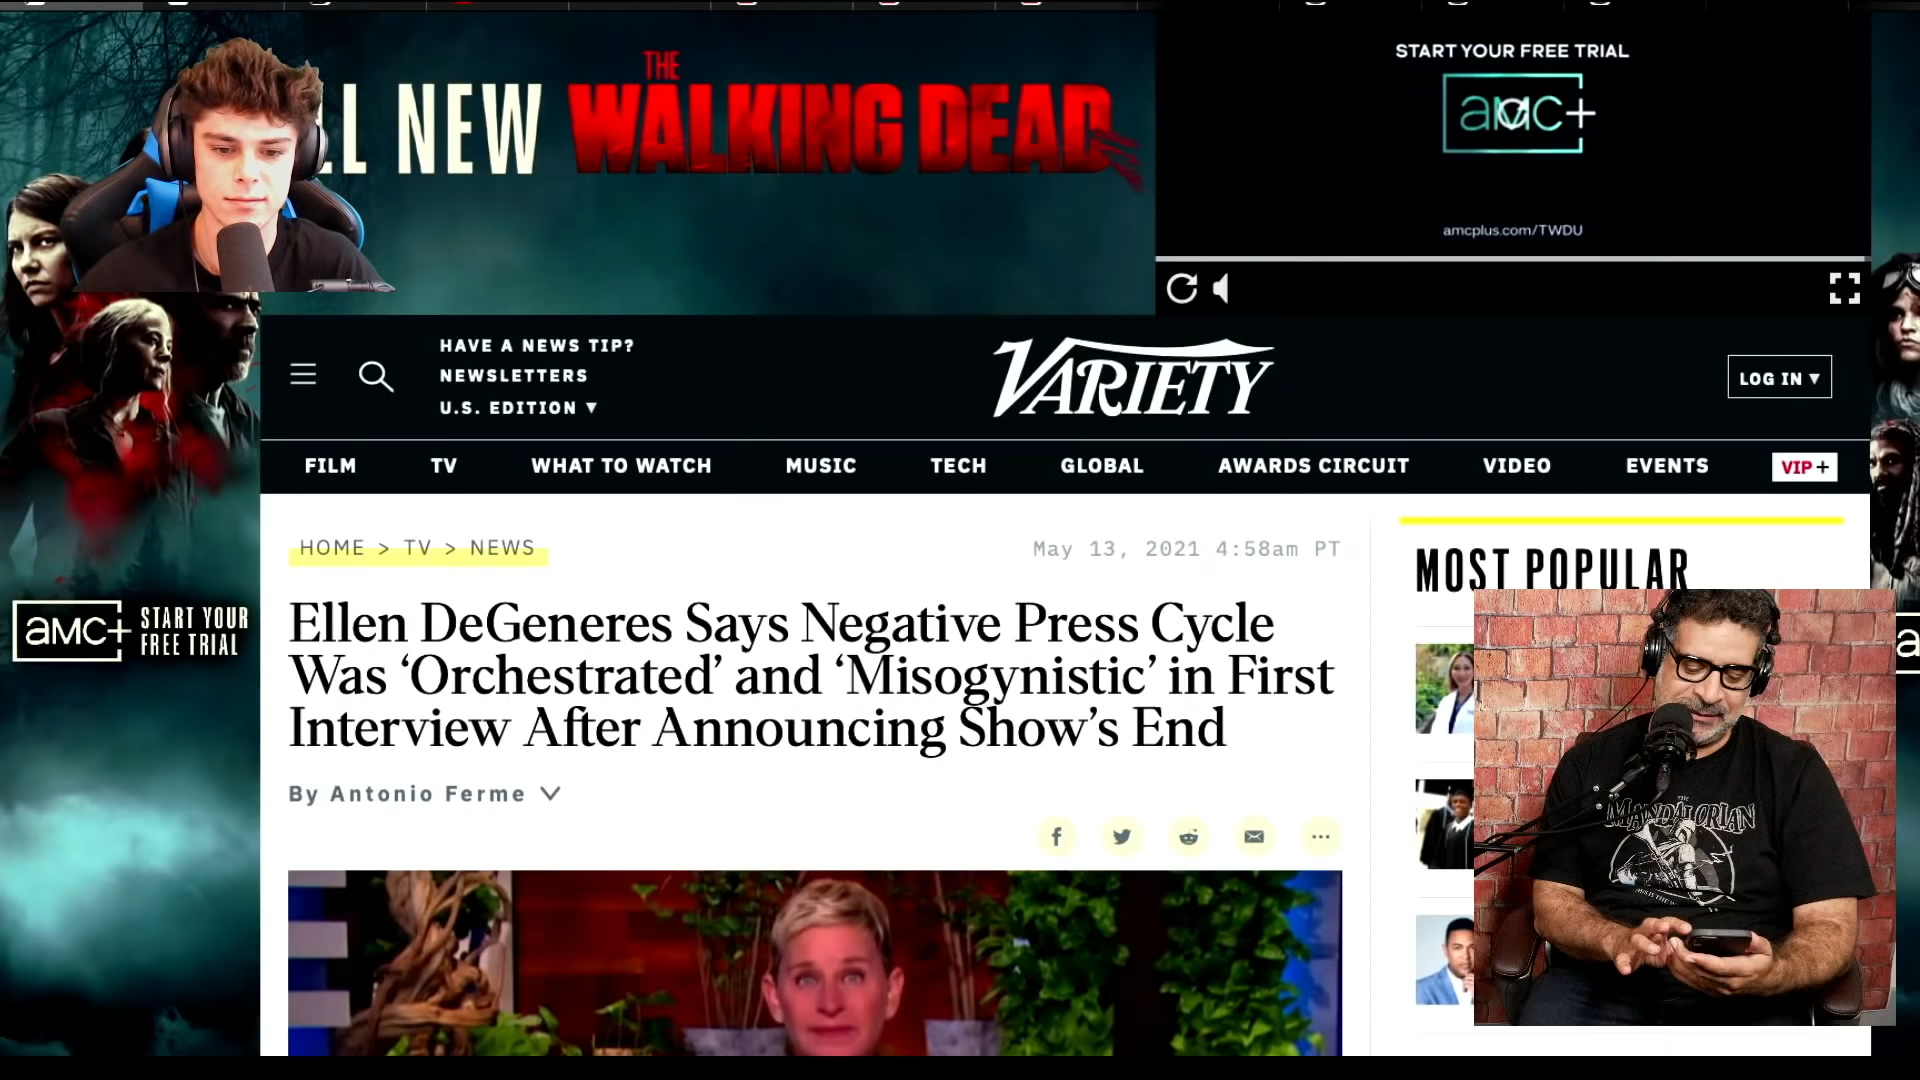 LL NEW
THE
WALKING DEAD
START YOUR FREE TRIAL
amc+
amcplus.com/TWDU
HAVE A NEWS TIP?
NEWSLETTERS
U.S. EDITION ▼
VARIETY
LOG IN ▼
FILM TV WHAT TO WATCH MUSIC TECH GLOBAL AWARDS CIRCUIT VIDEO EVENTS VIP+
HOME > TV > NEWS
May 13, 2021 4:58am PT
MOST POPULAR
Ellen DeGeneres Says Negative Press Cycle
Was ‘Orchestrated’ and ‘Misogynistic’ in First
Interview After Announcing Show’s End
By Antonio Ferme
amc+ START YOUR
FREE TRIAL
a
THE
MANDALORIAN